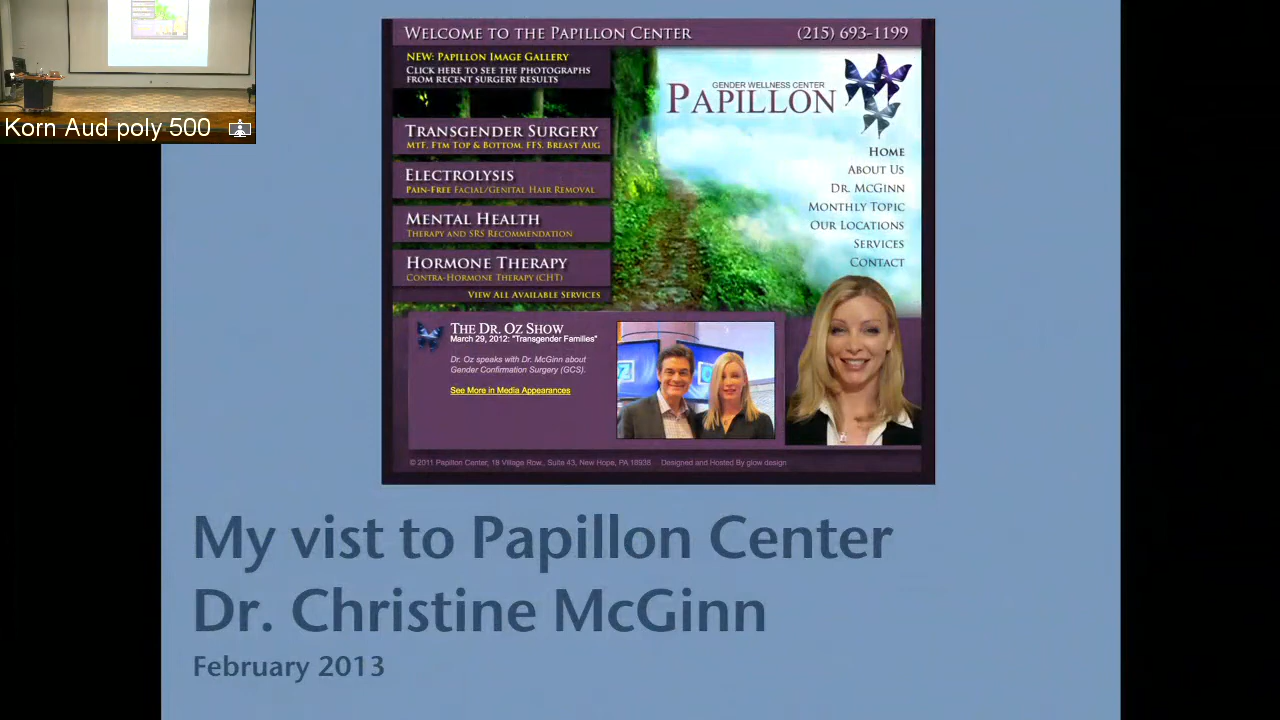 Korn Aud poly 500
WELCOME TO THE PAPILLON CENTER
(215) 693-1199
NEW: PAPILLON IMAGE GALLERY
CLICK HERE TO SEE THE PHOTOGRAPHS
FROM RECENT SURGERY RESULTS
TRANSGENDER SURGERY
MTF, FTM TOP & BOTTOM, FFS, BREAST AUG
ELECTROLYSIS
PAIN-FREE FACIAL/GENITAL HAIR REMOVAL
MENTAL HEALTH
THERAPY AND SRS RECOMMENDATION
HORMONE THERAPY
CONTRA-HORMONE THERAPY (CHT)
VIEW ALL AVAILABLE SERVICES
GENDER WELLNESS CENTER
PAPILLON
HOME
ABOUT US
DR. MCGINN
MONTHLY TOPIC
OUR LOCATIONS
SERVICES
CONTACT
THE DR. OZ SHOW
March 29, 2012: "Transgender Families"
Dr. Oz speaks with Dr. McGinn about
Gender Confirmation Surgery (GCS).
See More in Media Appearances
© 2011 Papillon Center, 18 Village Row., Suite 43, New Hope, PA 18938 Designed and Hosted By glow design
My vist to Papillon Center
Dr. Christine McGinn
February 2013